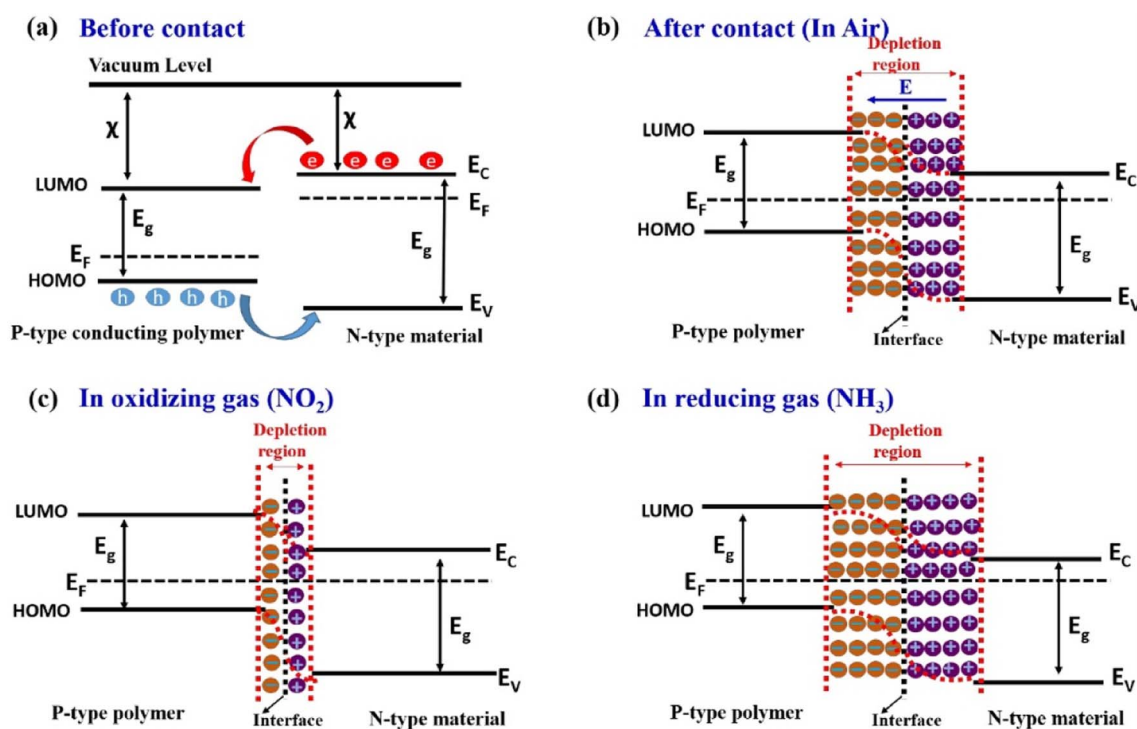 (a) Before contact
Vacuum Level
χ
χ
e e e e
E_C
LUMO
E_F
E_g
E_g
E_F
HOMO
h h h h
E_V
P-type conducting polymer
N-type material
(b) After contact (In Air)
Depletion
region
E
LUMO
E_g
E_C
E_F
HOMO
E_g
E_V
P-type polymer
Interface
N-type material
(c) In oxidizing gas (NO₂)
Depletion
region
LUMO
E_g
E_C
E_F
HOMO
E_g
E_V
P-type polymer
Interface
N-type material
(d) In reducing gas (NH₃)
Depletion
region
LUMO
E_g
E_C
E_F
HOMO
E_g
E_V
P-type polymer
Interface
N-type material